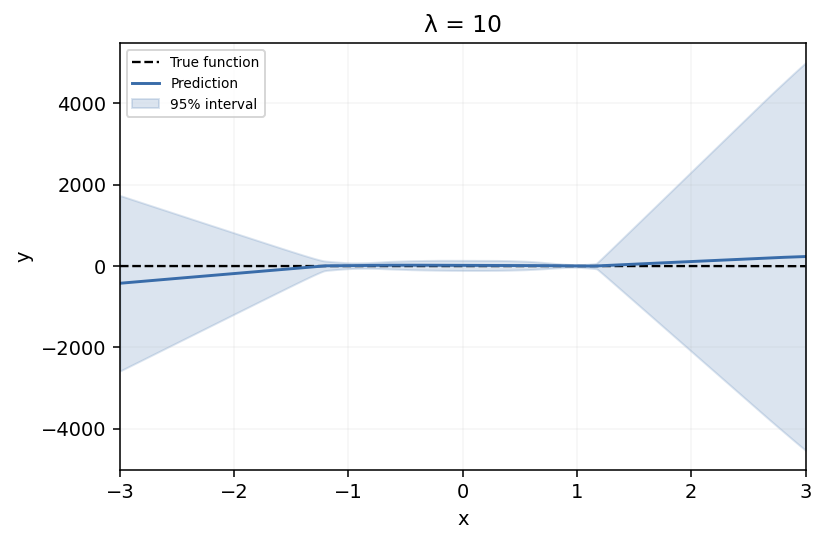 λ = 10
True function
Prediction
95% interval
4000
2000
0
−2000
−4000
y
−3
−2
−1
0
1
2
3
x